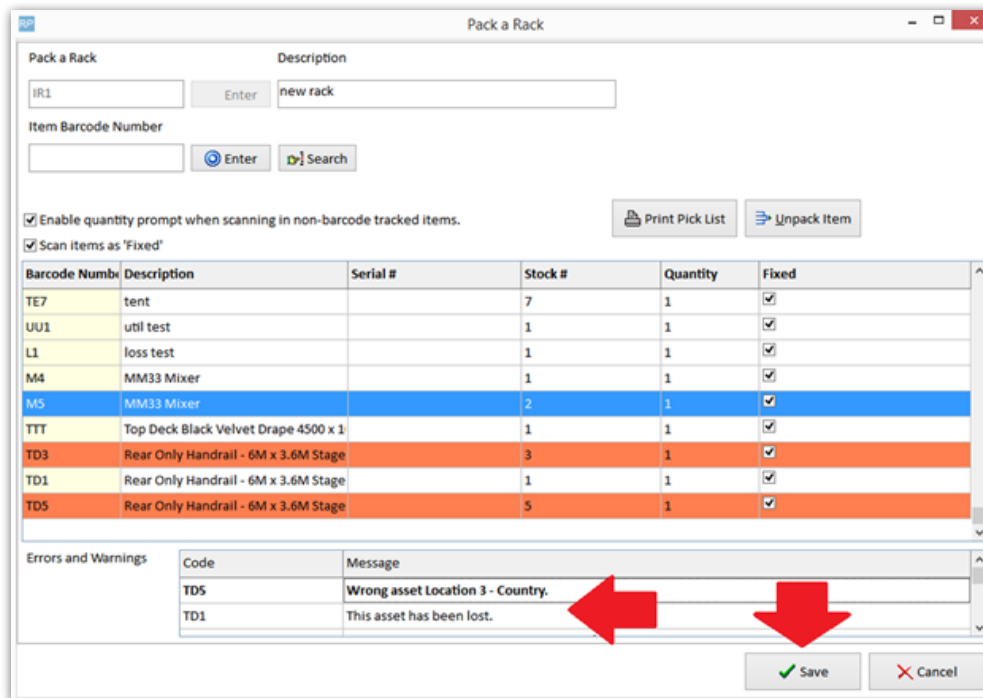 RP Pack a Rack
Pack a Rack Description
IR1 Enter new rack
Item Barcode Number
Enter Search
Enable quantity prompt when scanning in non-barcode tracked items.
Print Pick List Unpack Item
Scan items as 'Fixed'
Barcode Numbe Description Serial # Stock # Quantity Fixed
TE7 tent 7 1
UU1 util test 1 1
L1 loss test 1 1
M4 MM33 Mixer 1 1
M5 MM33 Mixer 2 1
TTT Top Deck Black Velvet Drape 4500 x 1 1 1
TD3 Rear Only Handrail - 6M x 3.6M Stage 3 1
TD1 Rear Only Handrail - 6M x 3.6M Stage 1 1
TD5 Rear Only Handrail - 6M x 3.6M Stage 5 1
Errors and Warnings Code Message
TD5 Wrong asset Location 3 - Country.
TD1 This asset has been lost.
Save Cancel